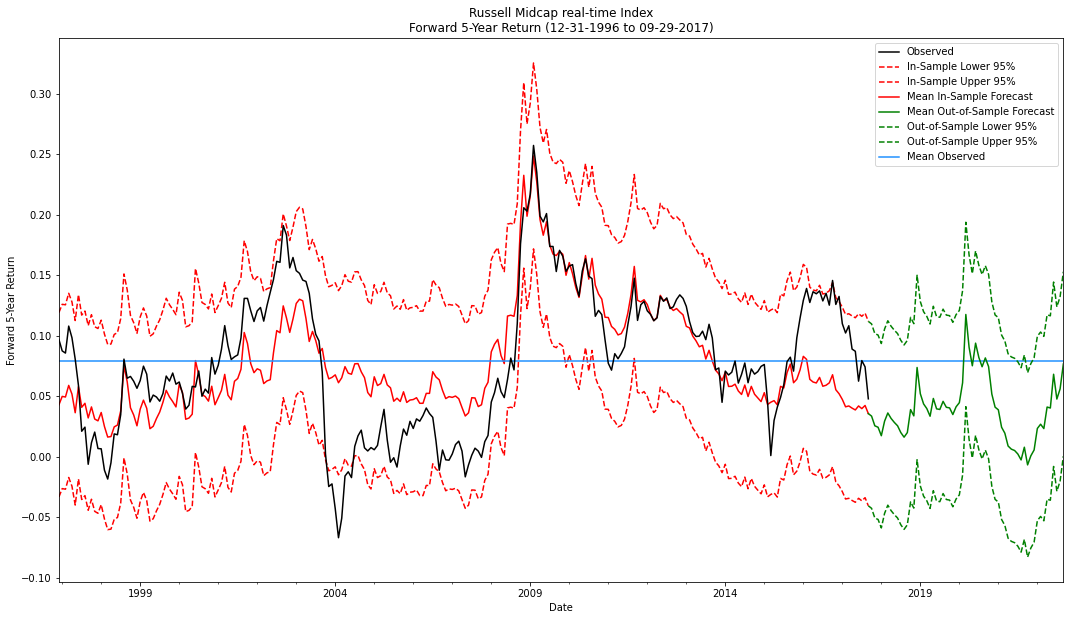 Russell Midcap real-time Index
Forward 5-Year Return (12-31-1996 to 09-29-2017)
Observed
In-Sample Lower 95%
In-Sample Upper 95%
Mean In-Sample Forecast
Mean Out-of-Sample Forecast
Out-of-Sample Lower 95%
Out-of-Sample Upper 95%
Mean Observed
Forward 5-Year Return
0.30
0.25
0.20
0.15
0.10
0.05
0.00
−0.05
−0.10
1999
2004
2009
2014
2019
Date